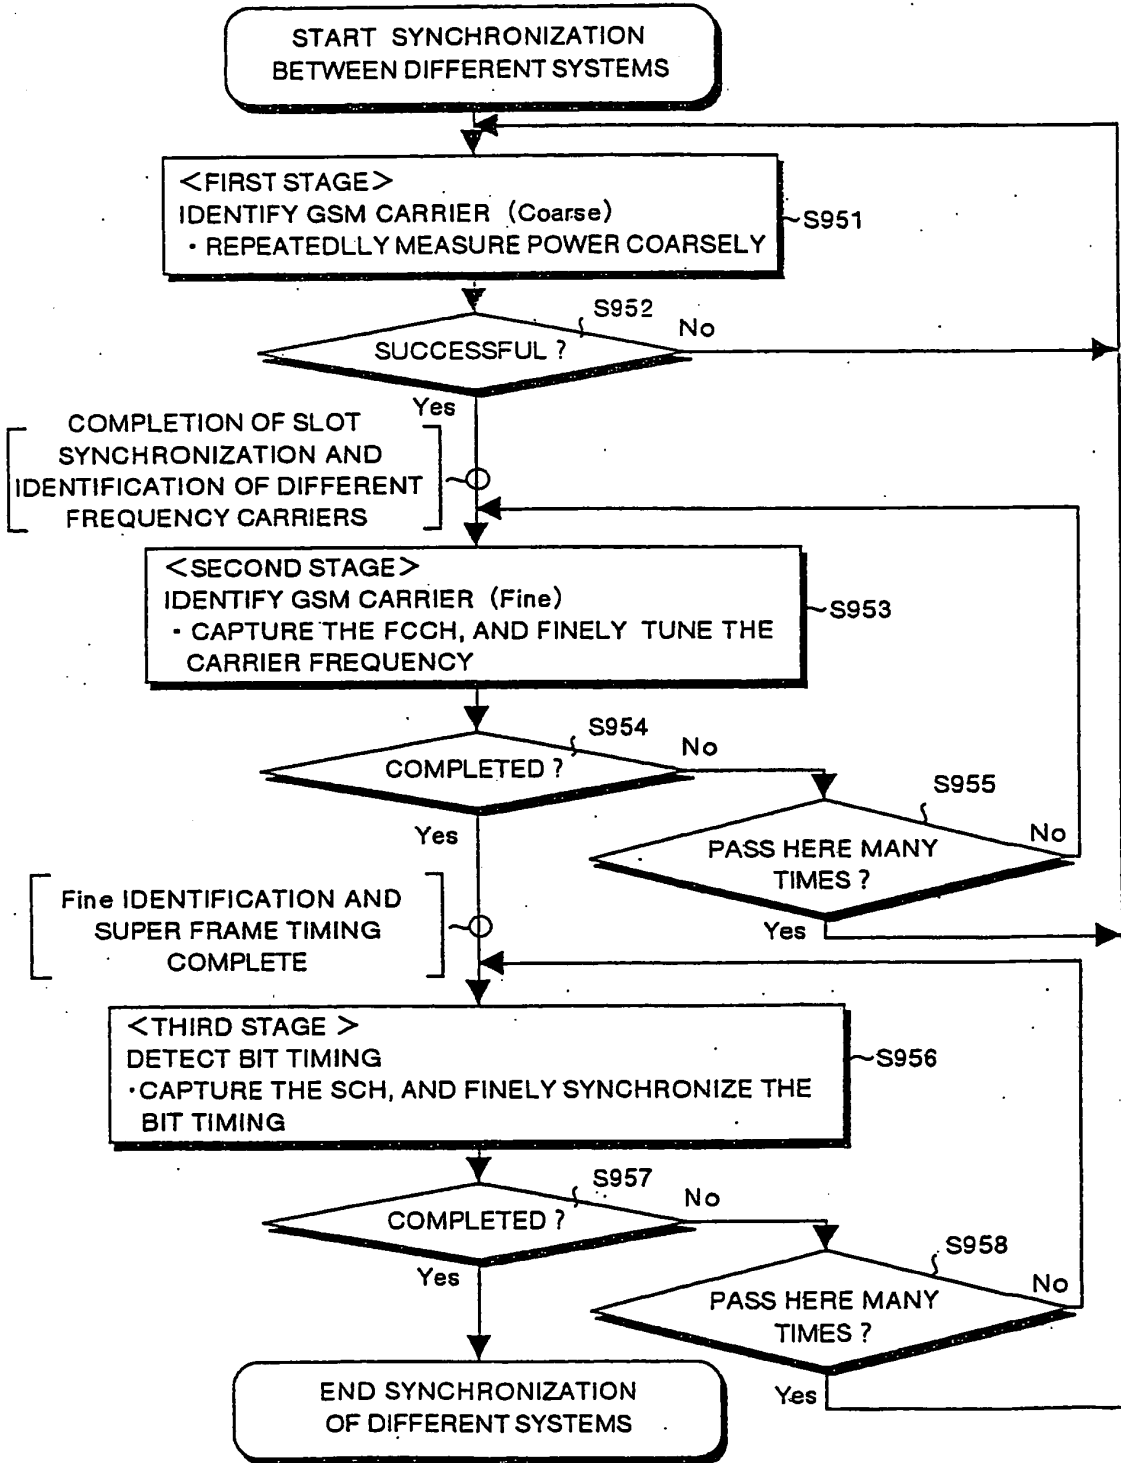 START SYNCHRONIZATION
BETWEEN DIFFERENT SYSTEMS
<FIRST STAGE>
IDENTIFY GSM CARRIER (Coarse)
・REPEATEDLLY MEASURE POWER COARSELY
S951
S952
SUCCESSFUL ?
No
Yes
COMPLETION OF SLOT
SYNCHRONIZATION AND
IDENTIFICATION OF DIFFERENT
FREQUENCY CARRIERS
<SECOND STAGE>
IDENTIFY GSM CARRIER (Fine)
・CAPTURE THE FCCH, AND FINELY TUNE THE
CARRIER FREQUENCY
S953
S954
COMPLETED ?
No
Yes
S955
PASS HERE MANY
TIMES ?
No
Yes
Fine IDENTIFICATION AND
SUPER FRAME TIMING
COMPLETE
<THIRD STAGE >
DETECT BIT TIMING
・CAPTURE THE SCH, AND FINELY SYNCHRONIZE THE
BIT TIMING
S956
S957
COMPLETED ?
No
Yes
S958
PASS HERE MANY
TIMES ?
No
Yes
END SYNCHRONIZATION
OF DIFFERENT SYSTEMS